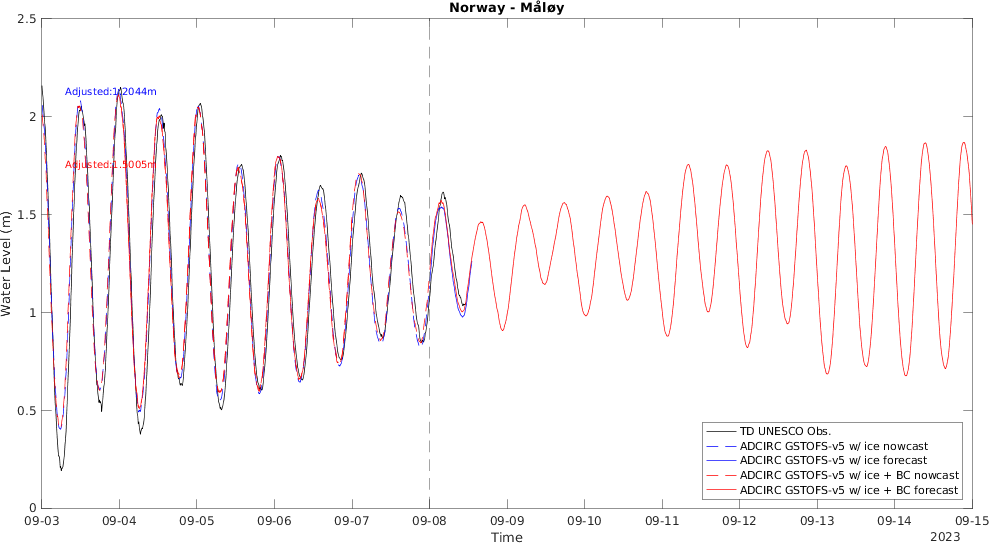 Norway - Måløy
2.5
2
1.5
1
0.5
0
Water Level (m)
Adjusted:1.2044m
Adjusted:1.5005m
TD UNESCO Obs.
ADCIRC GSTOFS-v5 w/ ice nowcast
ADCIRC GSTOFS-v5 w/ ice forecast
ADCIRC GSTOFS-v5 w/ ice + BC nowcast
ADCIRC GSTOFS-v5 w/ ice + BC forecast
09-03 09-04 09-05 09-06 09-07 09-08 09-09 09-10 09-11 09-12 09-13 09-14 09-15
Time
2023